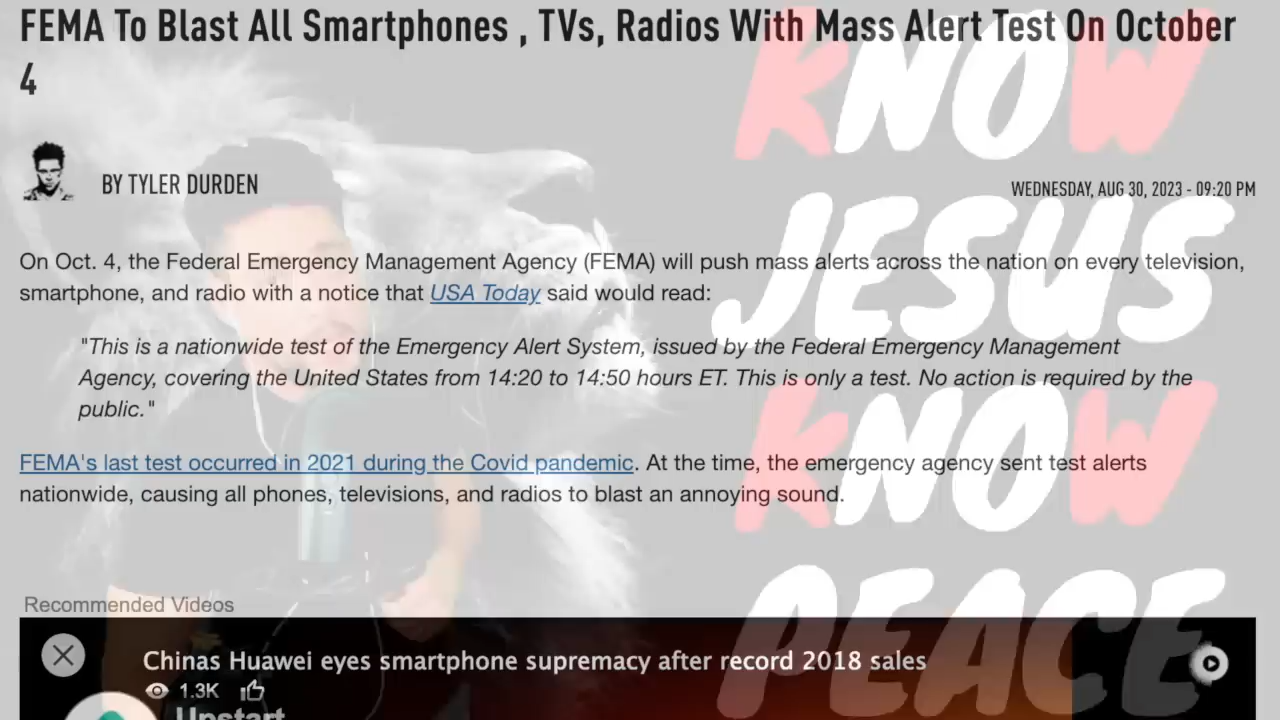 FEMA To Blast All Smartphones , TVs, Radios With Mass Alert Test On October
4
BY TYLER DURDEN
WEDNESDAY, AUG 30, 2023 - 09:20 PM
On Oct. 4, the Federal Emergency Management Agency (FEMA) will push mass alerts across the nation on every television,
smartphone, and radio with a notice that USA Today said would read:
"This is a nationwide test of the Emergency Alert System, issued by the Federal Emergency Management
Agency, covering the United States from 14:20 to 14:50 hours ET. This is only a test. No action is required by the
public."
FEMA's last test occurred in 2021 during the Covid pandemic. At the time, the emergency agency sent test alerts
nationwide, causing all phones, televisions, and radios to blast an annoying sound.
Recommended Videos
Chinas Huawei eyes smartphone supremacy after record 2018 sales
1.3K
Upstart
KNOW
JESUS
KNOW
PEACE